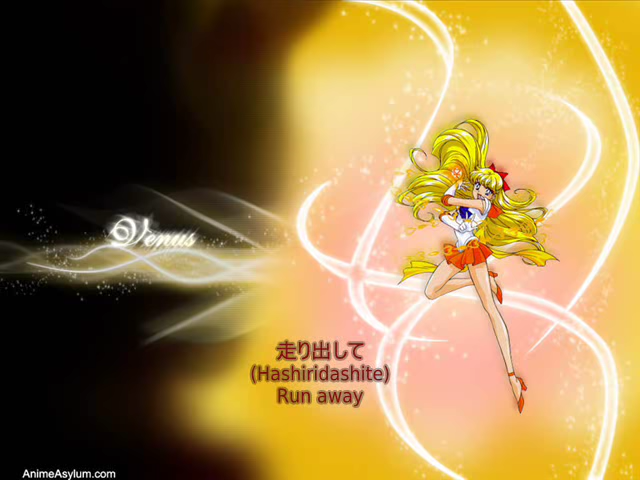 Venus
走り出して
(Hashiridashite)
Run away
AnimeAsylum.com